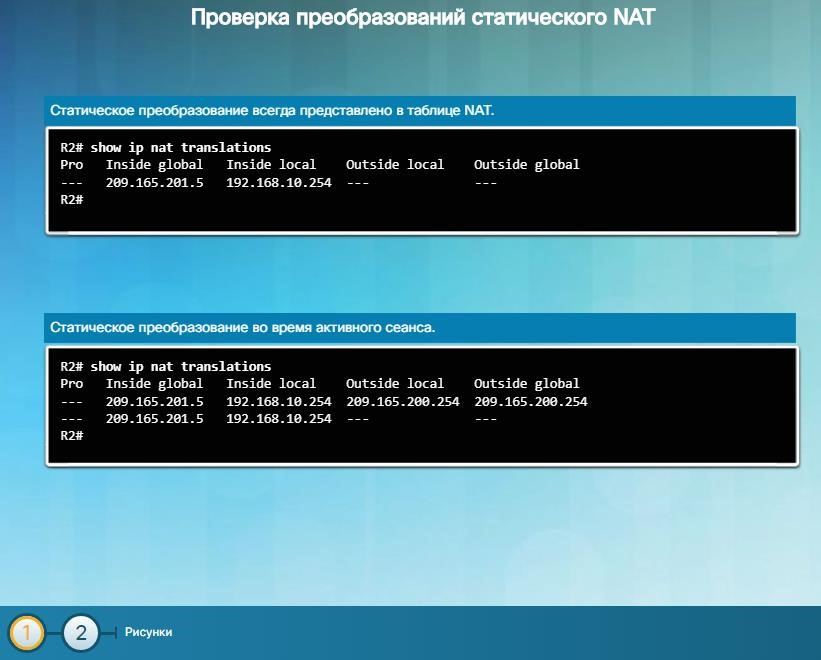 Проверка преобразований статического NAT
Статическое преобразование всегда представлено в таблице NAT.
R2# show ip nat translations
Pro   Inside global   Inside local    Outside local    Outside global
---   209.165.201.5   192.168.10.254  ---              ---
R2#
Статическое преобразование во время активного сеанса.
R2# show ip nat translations
Pro   Inside global   Inside local    Outside local    Outside global
---   209.165.201.5   192.168.10.254  209.165.200.254  209.165.200.254
---   209.165.201.5   192.168.10.254  ---              ---
R2#
1 2 Рисунки